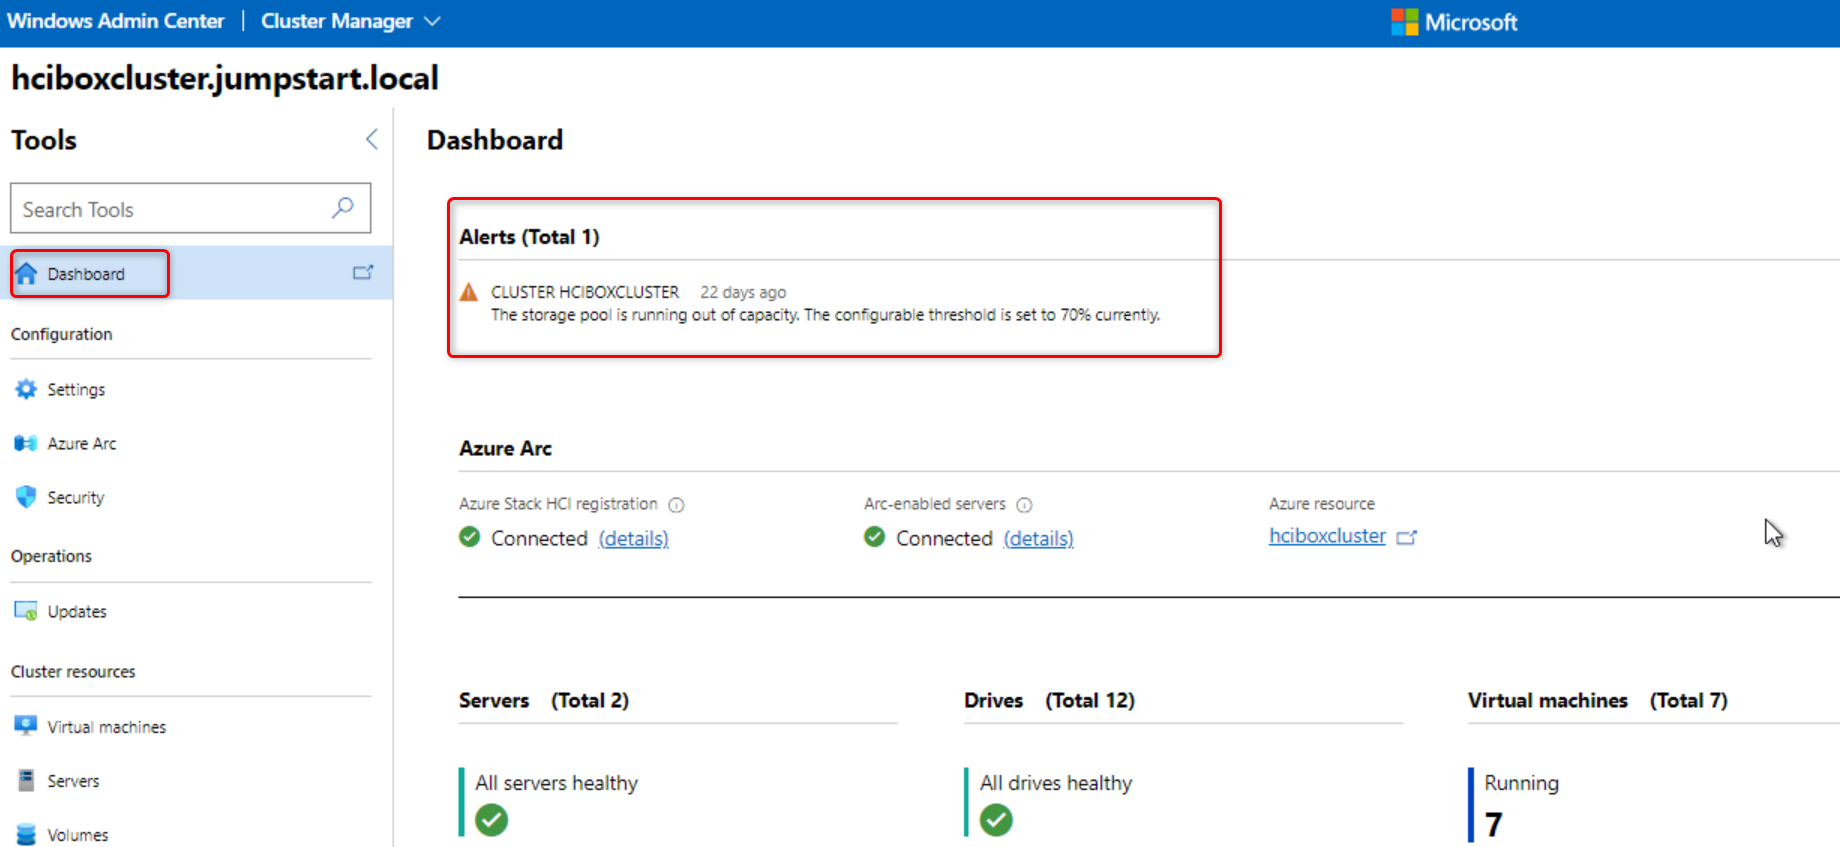 Windows Admin Center | Cluster Manager
Microsoft
hciboxcluster.jumpstart.local
Tools
Search Tools
Dashboard
Configuration
Settings
Azure Arc
Security
Operations
Updates
Cluster resources
Virtual machines
Servers
Volumes
Dashboard
Alerts (Total 1)
CLUSTER HCIBOXCLUSTER 22 days ago
The storage pool is running out of capacity. The configurable threshold is set to 70% currently.
Azure Arc
Azure Stack HCI registration
Connected (details)
Arc-enabled servers
Connected (details)
Azure resource
hciboxcluster
Servers (Total 2)
All servers healthy
Drives (Total 12)
All drives healthy
Virtual machines (Total 7)
Running
7